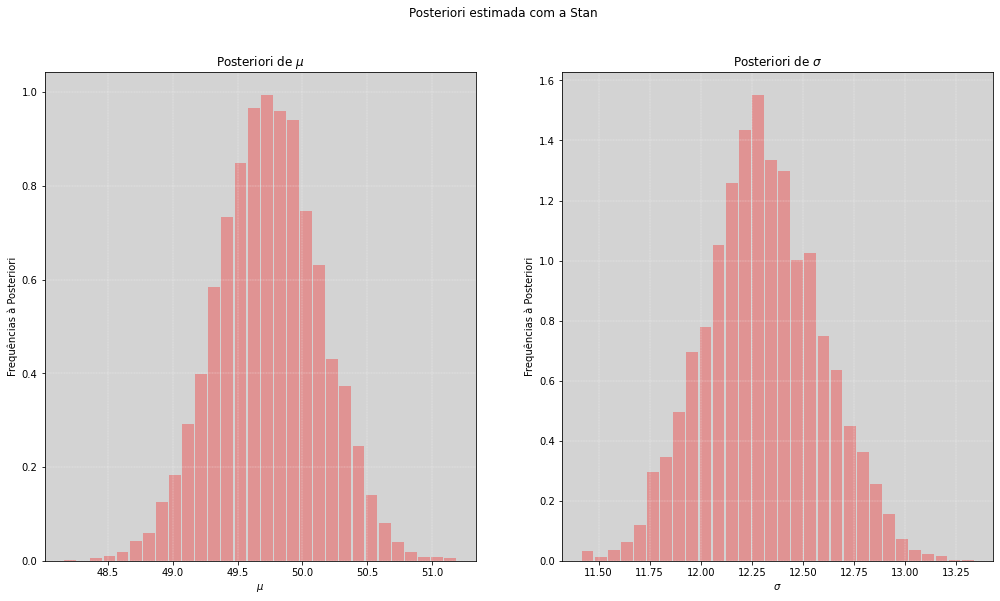 Posteriori estimada com a Stan
Posteriori de μ
Frequências à Posteriori
1.0
0.8
0.6
0.4
0.2
0.0
48.5 49.0 49.5 50.0 50.5 51.0
μ
Posteriori de σ
Frequências à Posteriori
1.6
1.4
1.2
1.0
0.8
0.6
0.4
0.2
0.0
11.50 11.75 12.00 12.25 12.50 12.75 13.00 13.25
σ